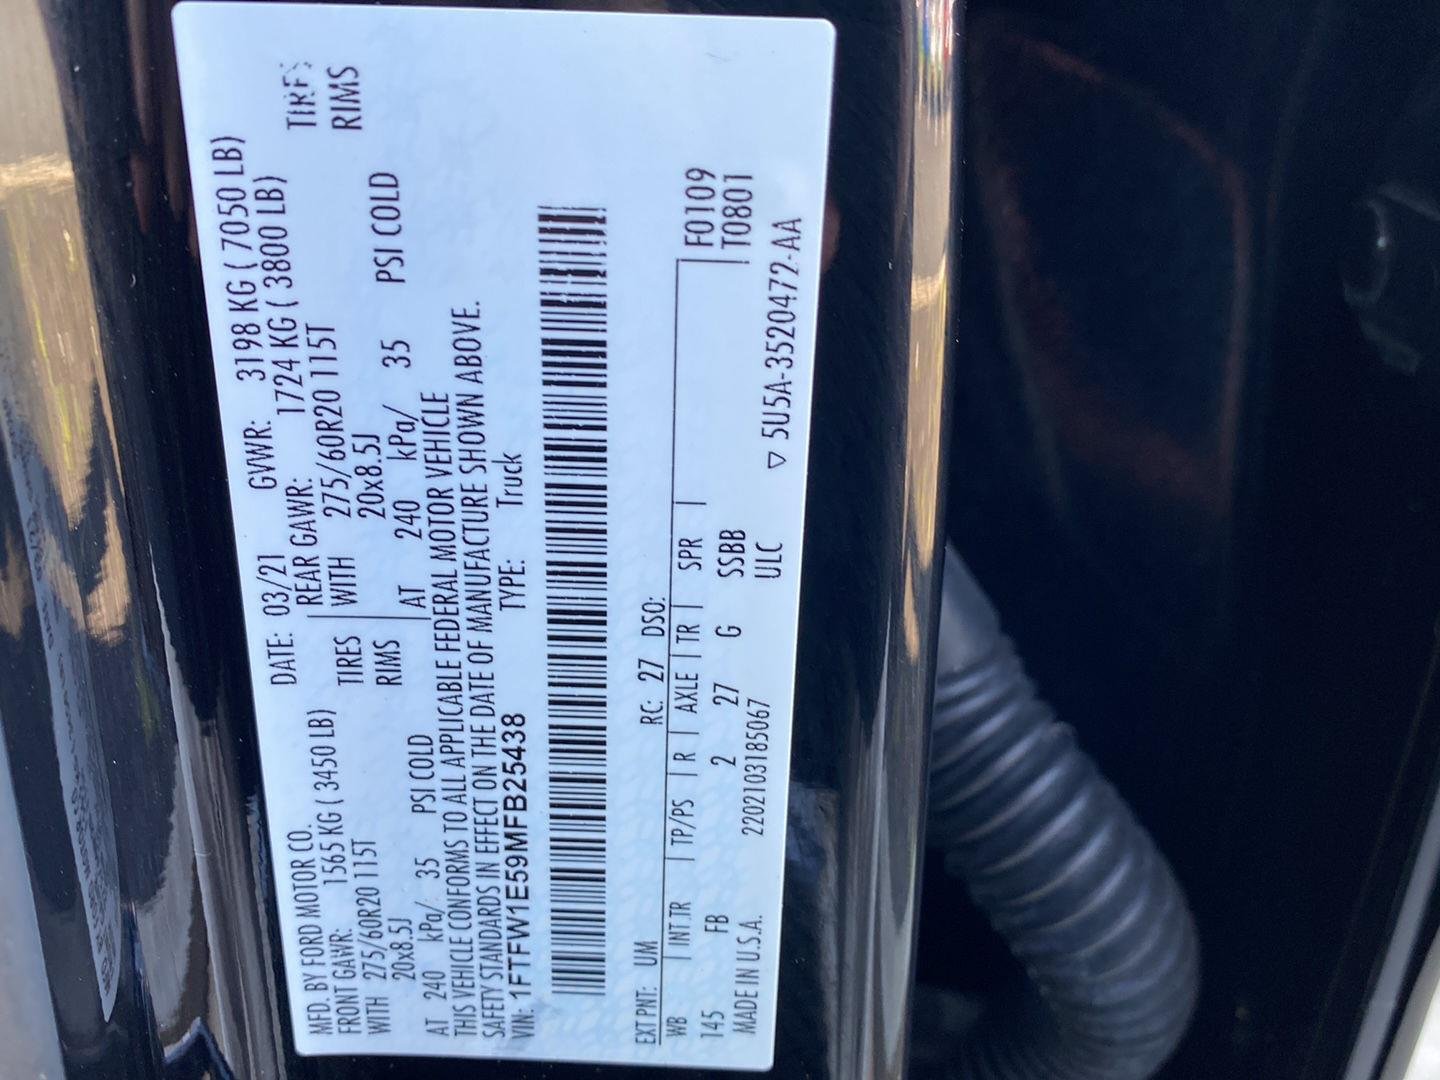 MFD. BY FORD MOTOR CO. DATE: 03/21 GVWR: 3198 KG ( 7050 LB)
FRONT GAWR: 1565 KG ( 3450 LB) REAR GAWR: 1724 KG ( 3800 LB)
WITH 275/60R20 115T TIRES WITH 275/60R20 115T TIRES
20x8.5J RIMS 20x8.5J RIMS
AT 240 kPa/ 35 PSI COLD AT 240 kPa/ 35 PSI COLD
THIS VEHICLE CONFORMS TO ALL APPLICABLE FEDERAL MOTOR VEHICLE
SAFETY STANDARDS IN EFFECT ON THE DATE OF MANUFACTURE SHOWN ABOVE.
VIN: 1FTFW1E59MFB25438 TYPE: Truck
EXT PNT: UM RC: 27 DSO:
WB INT TR TP/PS R AXLE TR SPR F0109
145 FB 2 27 G SSBB T0801
ULC
MADE IN U.S.A. 22021031 85067 ▽ 5U5A-3520472-AA